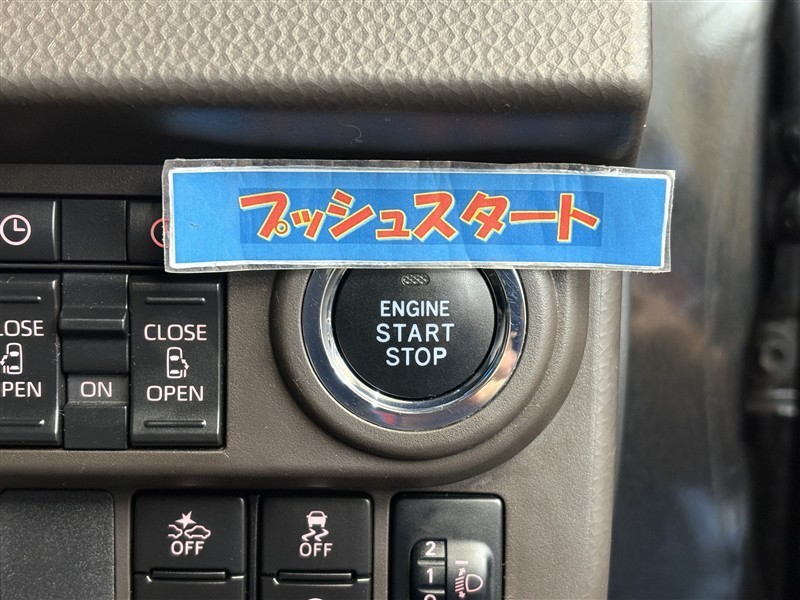 プッシュスタート
ENGINE
START
STOP
CLOSE
OPEN
ON
CLOSE
OPEN
OFF
OFF
2
1
0